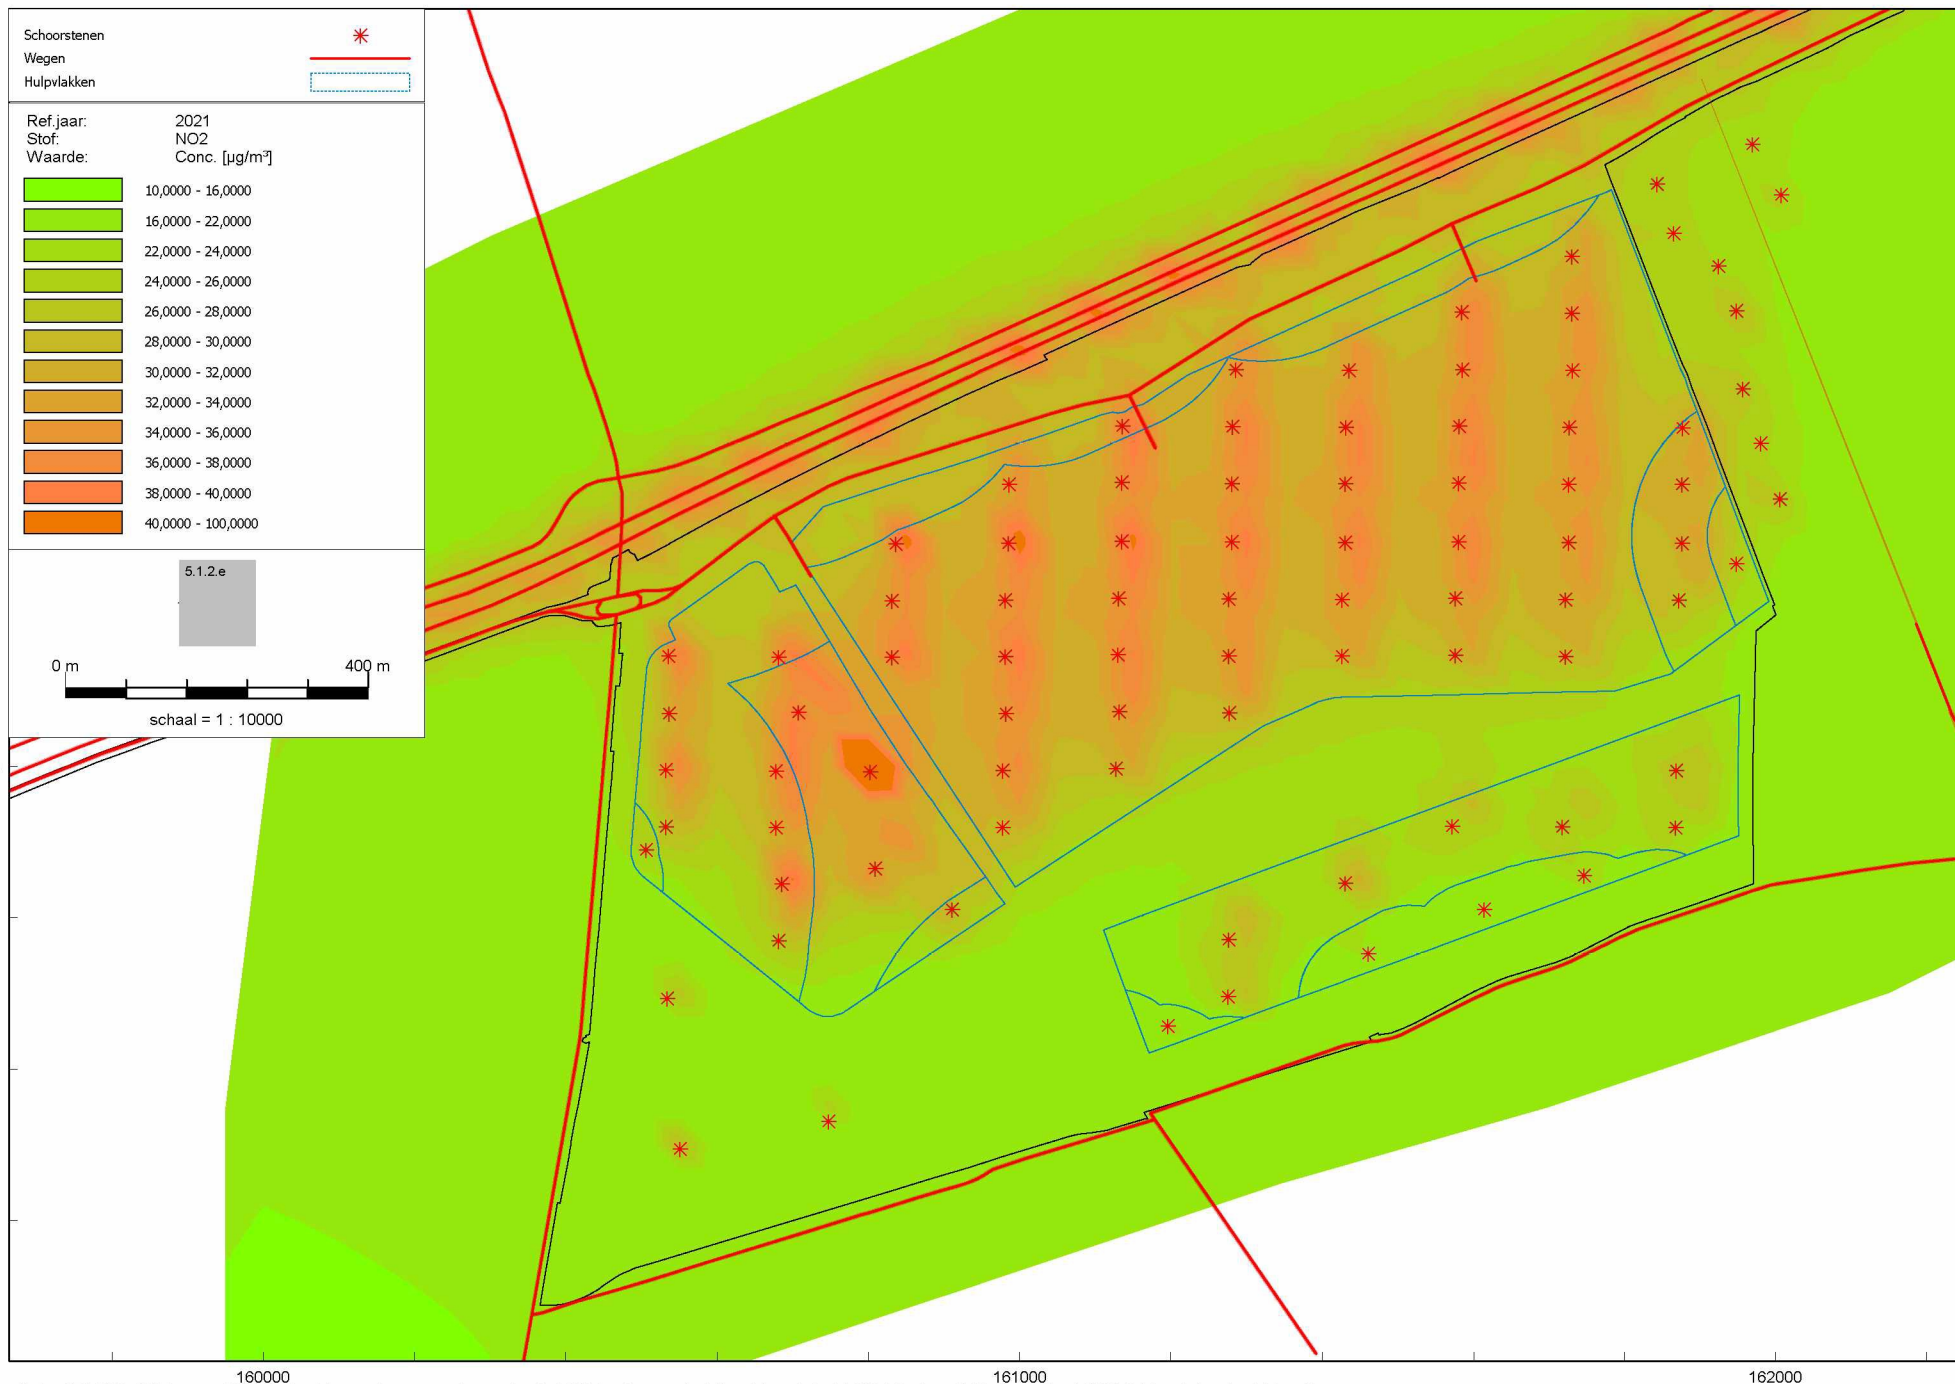 Schoorstenen
Wegen
Hulpvlakken
Ref.jaar: 2021
Stof: NO2
Waarde: Conc. [µg/m³]
10,0000 - 16,0000
16,0000 - 22,0000
22,0000 - 24,0000
24,0000 - 26,0000
26,0000 - 28,0000
28,0000 - 30,0000
30,0000 - 32,0000
32,0000 - 34,0000
34,0000 - 36,0000
36,0000 - 38,0000
38,0000 - 40,0000
40,0000 - 100,0000
5.1.2.e
0 m 400 m
schaal = 1 : 10000
160000 161000 162000